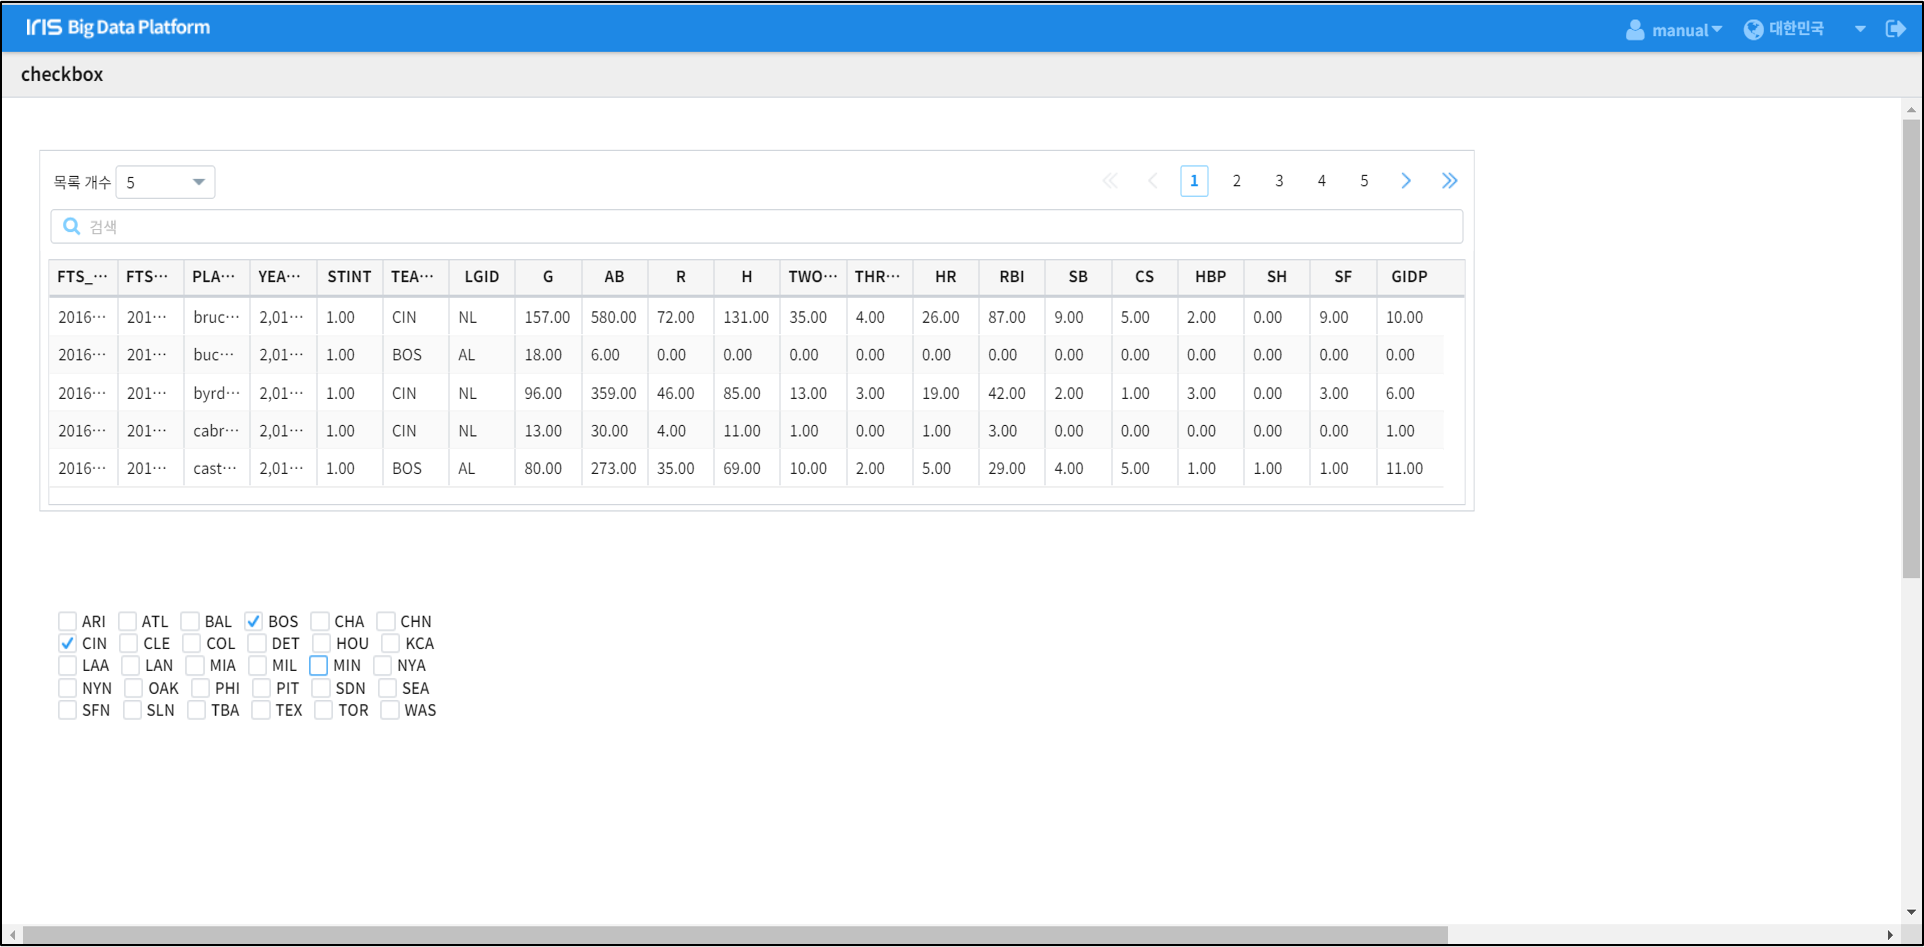 IRIS Big Data Platform manual 대한민국
checkbox
목록 개수 5 1 2 3 4 5
검색
FTS_··· FTS··· PLA··· YEA··· STINT TEA··· LGID G AB R H TWO··· THR··· HR RBI SB CS HBP SH SF GIDP
2016··· 201··· bruc··· 2,01··· 1.00 CIN NL 157.00 580.00 72.00 131.00 35.00 4.00 26.00 87.00 9.00 5.00 2.00 0.00 9.00 10.00
2016··· 201··· buc··· 2,01··· 1.00 BOS AL 18.00 6.00 0.00 0.00 0.00 0.00 0.00 0.00 0.00 0.00 0.00 0.00 0.00 0.00
2016··· 201··· byrd··· 2,01··· 1.00 CIN NL 96.00 359.00 46.00 85.00 13.00 3.00 19.00 42.00 2.00 1.00 3.00 0.00 3.00 6.00
2016··· 201··· cabr··· 2,01··· 1.00 CIN NL 13.00 30.00 4.00 11.00 1.00 0.00 1.00 3.00 0.00 0.00 0.00 0.00 0.00 1.00
2016··· 201··· cast··· 2,01··· 1.00 BOS AL 80.00 273.00 35.00 69.00 10.00 2.00 5.00 29.00 4.00 5.00 1.00 1.00 1.00 11.00
ARI ATL BAL BOS CHA CHN
CIN CLE COL DET HOU KCA
LAA LAN MIA MIL MIN NYA
NYN OAK PHI PIT SDN SEA
SFN SLN TBA TEX TOR WAS